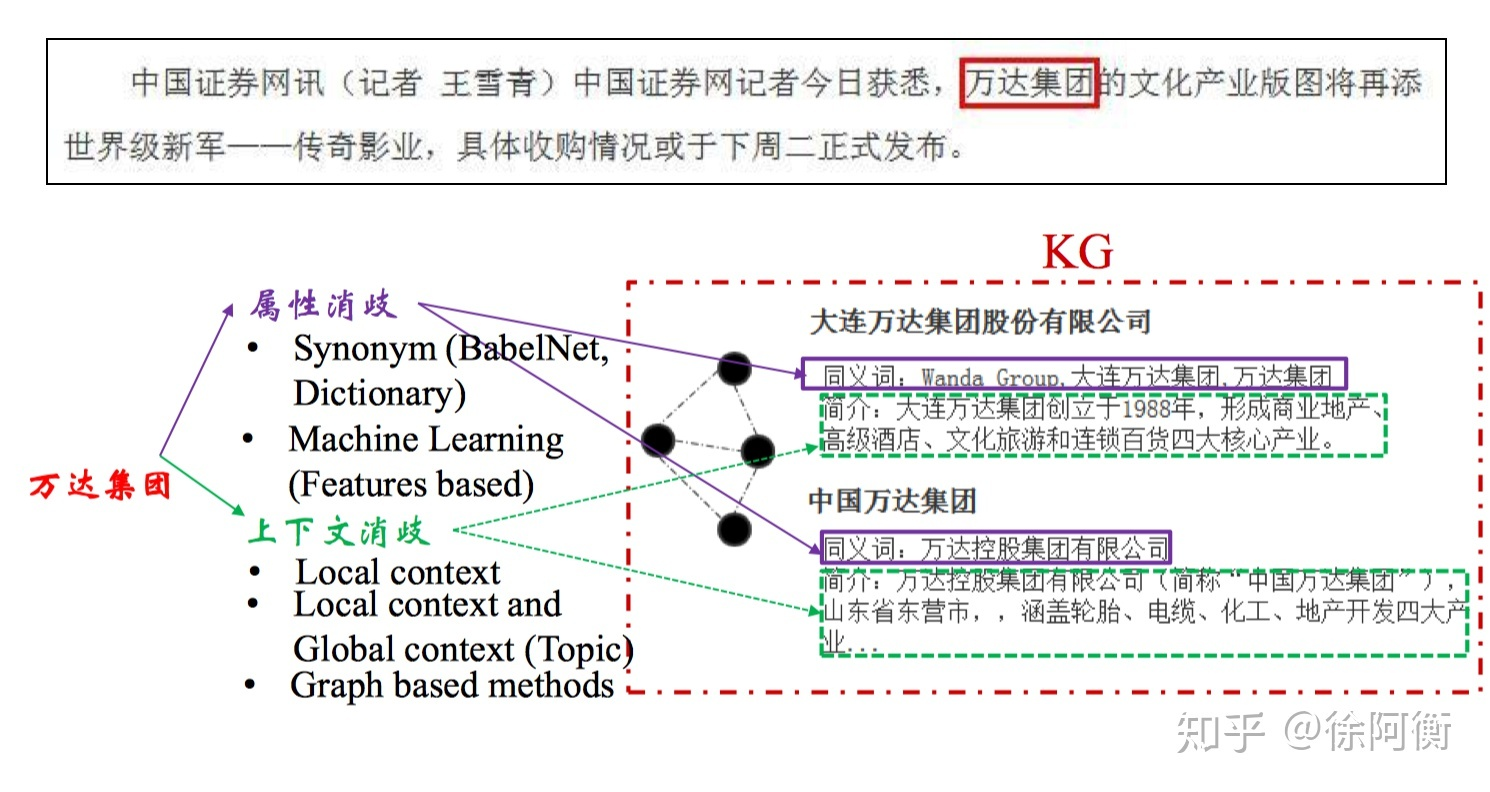 中国证券网讯（记者 王雪青）中国证券网记者今日获悉，万达集团的文化产业版图将再添
世界级新军——传奇影业，具体收购情况或于下周二正式发布。
KG
属性消歧
• Synonym (BabelNet,
Dictionary)
• Machine Learning
(Features based)
万达集团
上下文消歧
• Local context
• Local context and
Global context (Topic)
• Graph based methods
大连万达集团股份有限公司
同义词：Wanda Group,大连万达集团,万达集团
简介：大连万达集团创立于1988年，形成商业地产、
高级酒店、文化旅游和连锁百货四大核心产业。
中国万达集团
同义词：万达控股集团有限公司
简介：万达控股集团有限公司（简称“中国万达集团”），
山东省东营市，，涵盖轮胎、电缆、化工、地产开发四大产
业...
知乎 @徐阿衡